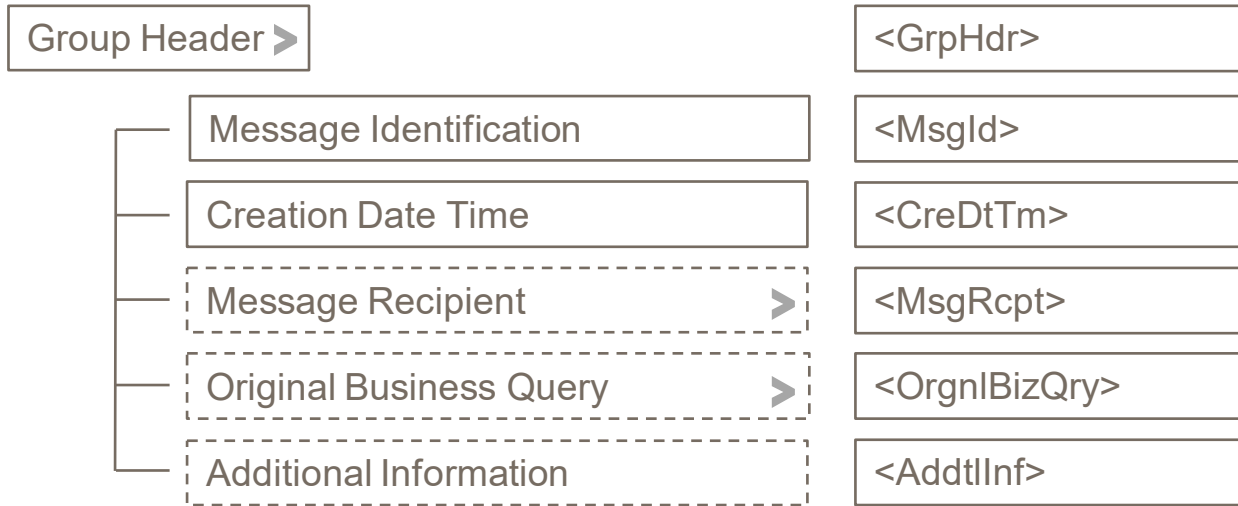 Group Header >
<GrpHdr>
Message Identification
<MsgId>
Creation Date Time
<CreDtTm>
Message Recipient >
<MsgRcpt>
Original Business Query >
<OrgnlBizQry>
Additional Information
<AddtlInf>